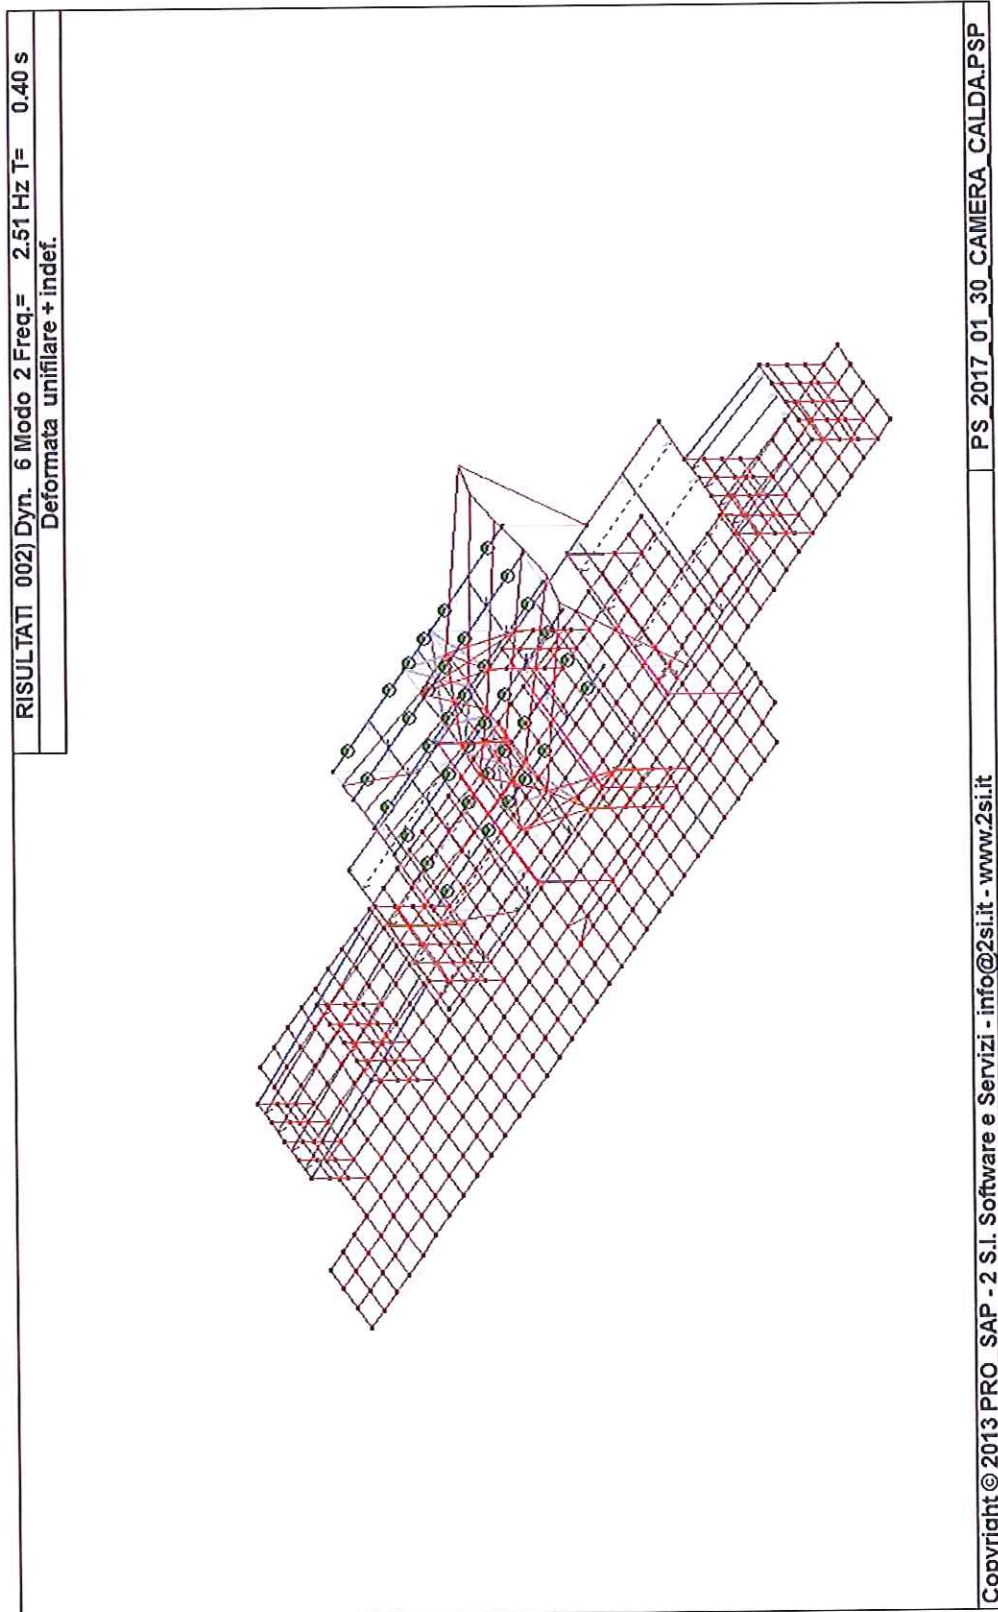 RISULTATI 002) Dyn. 6 Modo 2 Freq.= 2.51 Hz T= 0.40 s
Deformata unifilare + indef.
Copyright © 2013 PRO_SAP - 2 S.I. Software e Servizi - info@2si.it - www.2si.it
PS_2017_01_30_CAMERA_CALDA.PSP